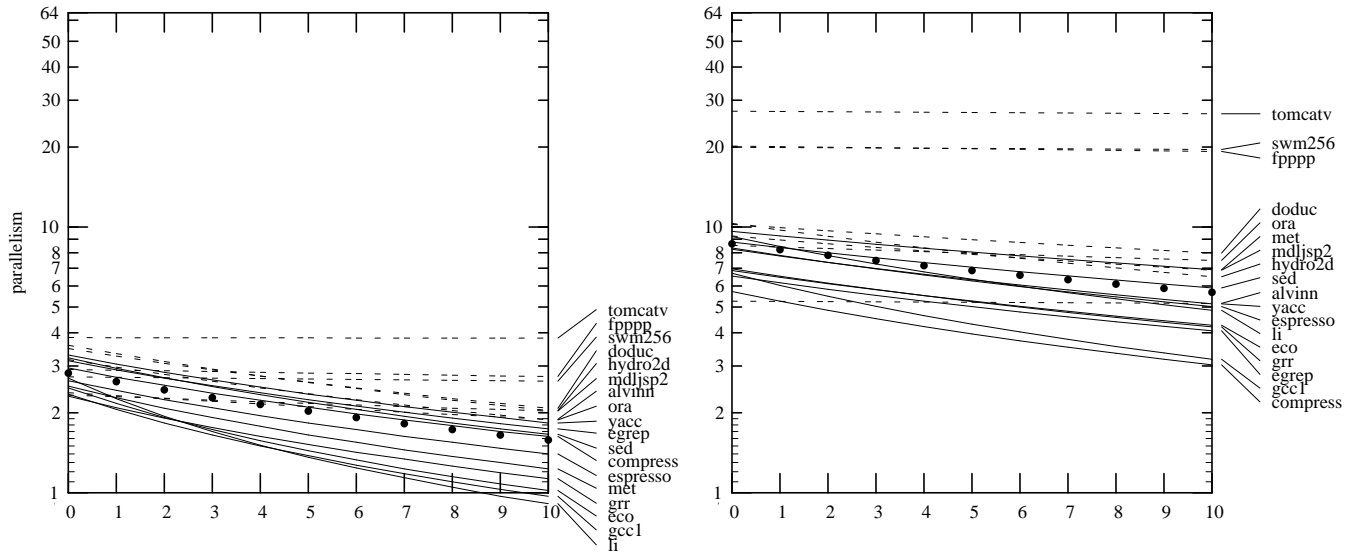 64
50
40
30
20
10
8
7
6
5
4
3
2
1
parallelism
0 1 2 3 4 5 6 7 8 9 10
tomcatv
fpppp
swm256
doduc
hydro2d
mdljsp2
alvinn
ora
yacc
egrep
sed
compress
espresso
met
grr
eco
gcc1
li
64
50
40
30
20
10
8
7
6
5
4
3
2
1
0 1 2 3 4 5 6 7 8 9 10
tomcatv
swm256
fpppp
doduc
ora
met
mdljsp2
hydro2d
sed
alvinn
yacc
espresso
li
eco
grr
egrep
gcc1
compress